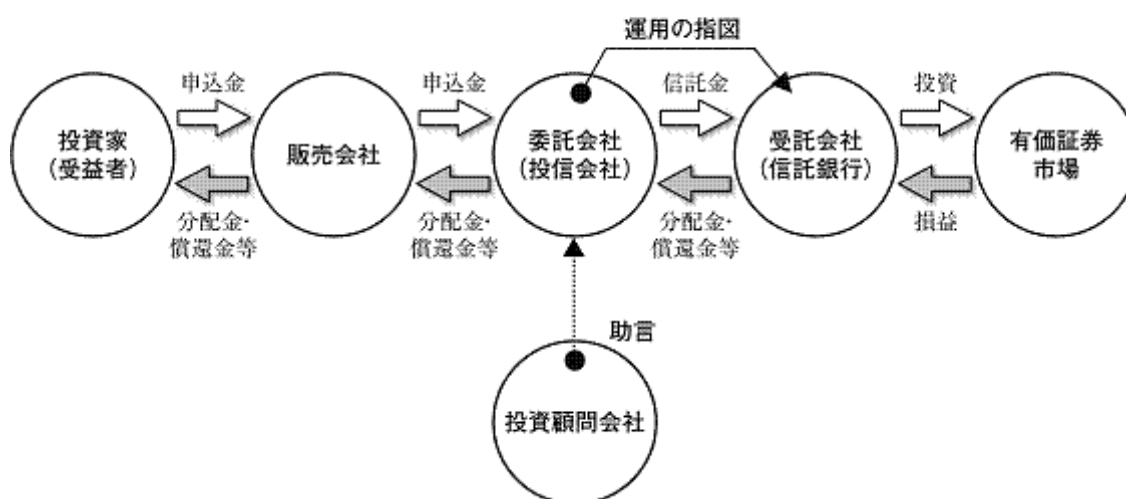 運用の指図
申込金
申込金
信託金
投資
投資家
(受益者)
販売会社
委託会社
(投信会社)
受託会社
(信託銀行)
有価証券
市場
分配金・
償還金等
分配金・
償還金等
分配金・
償還金等
損益
助言
投資顧問会社